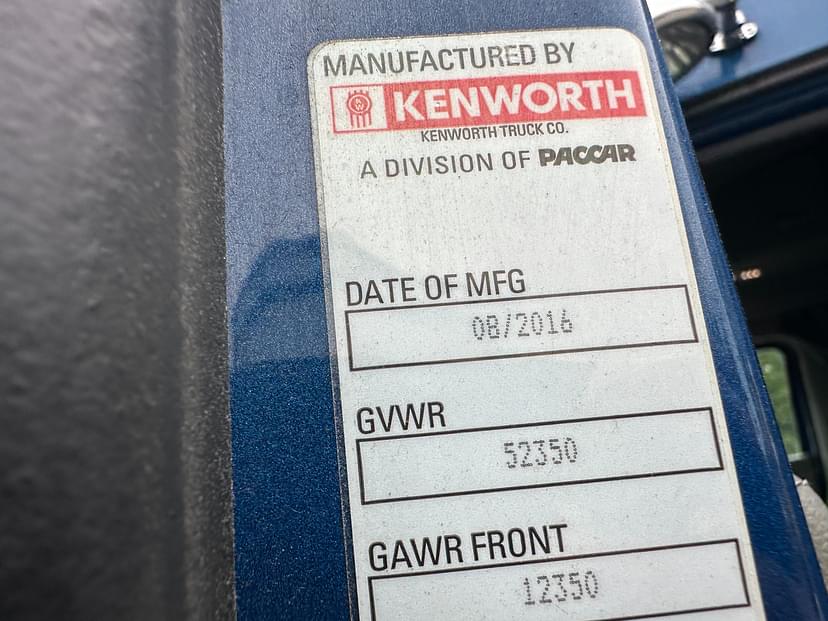 MANUFACTURED BY
KENWORTH
KENWORTH TRUCK CO.
A DIVISION OF PACCAR
DATE OF MFG
08/2016
GVWR
52350
GAWR FRONT
12350